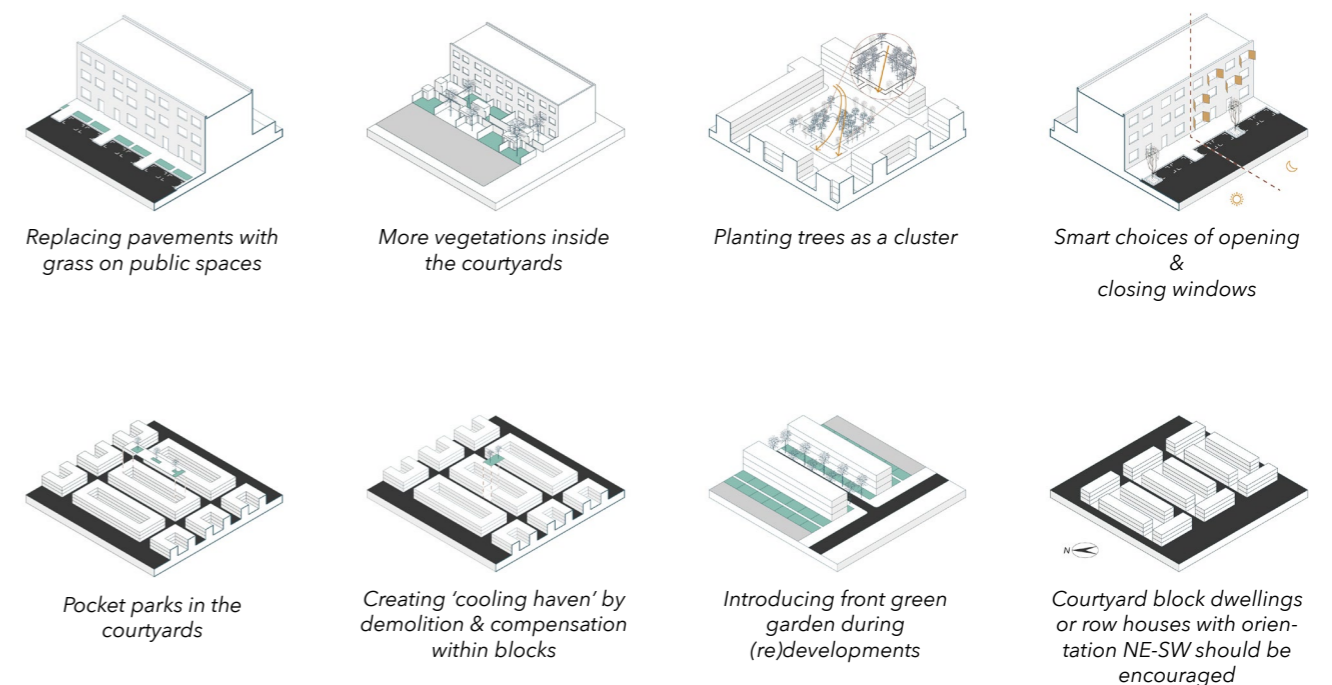 Replacing pavements with
grass on public spaces
More vegetations inside
the courtyards
Planting trees as a cluster
Smart choices of opening
&
closing windows
Pocket parks in the
courtyards
Creating ‘cooling haven’ by
demolition & compensation
within blocks
Introducing front green
garden during
(re)developments
N
Courtyard block dwellings
or row houses with orien-
tation NE-SW should be
encouraged